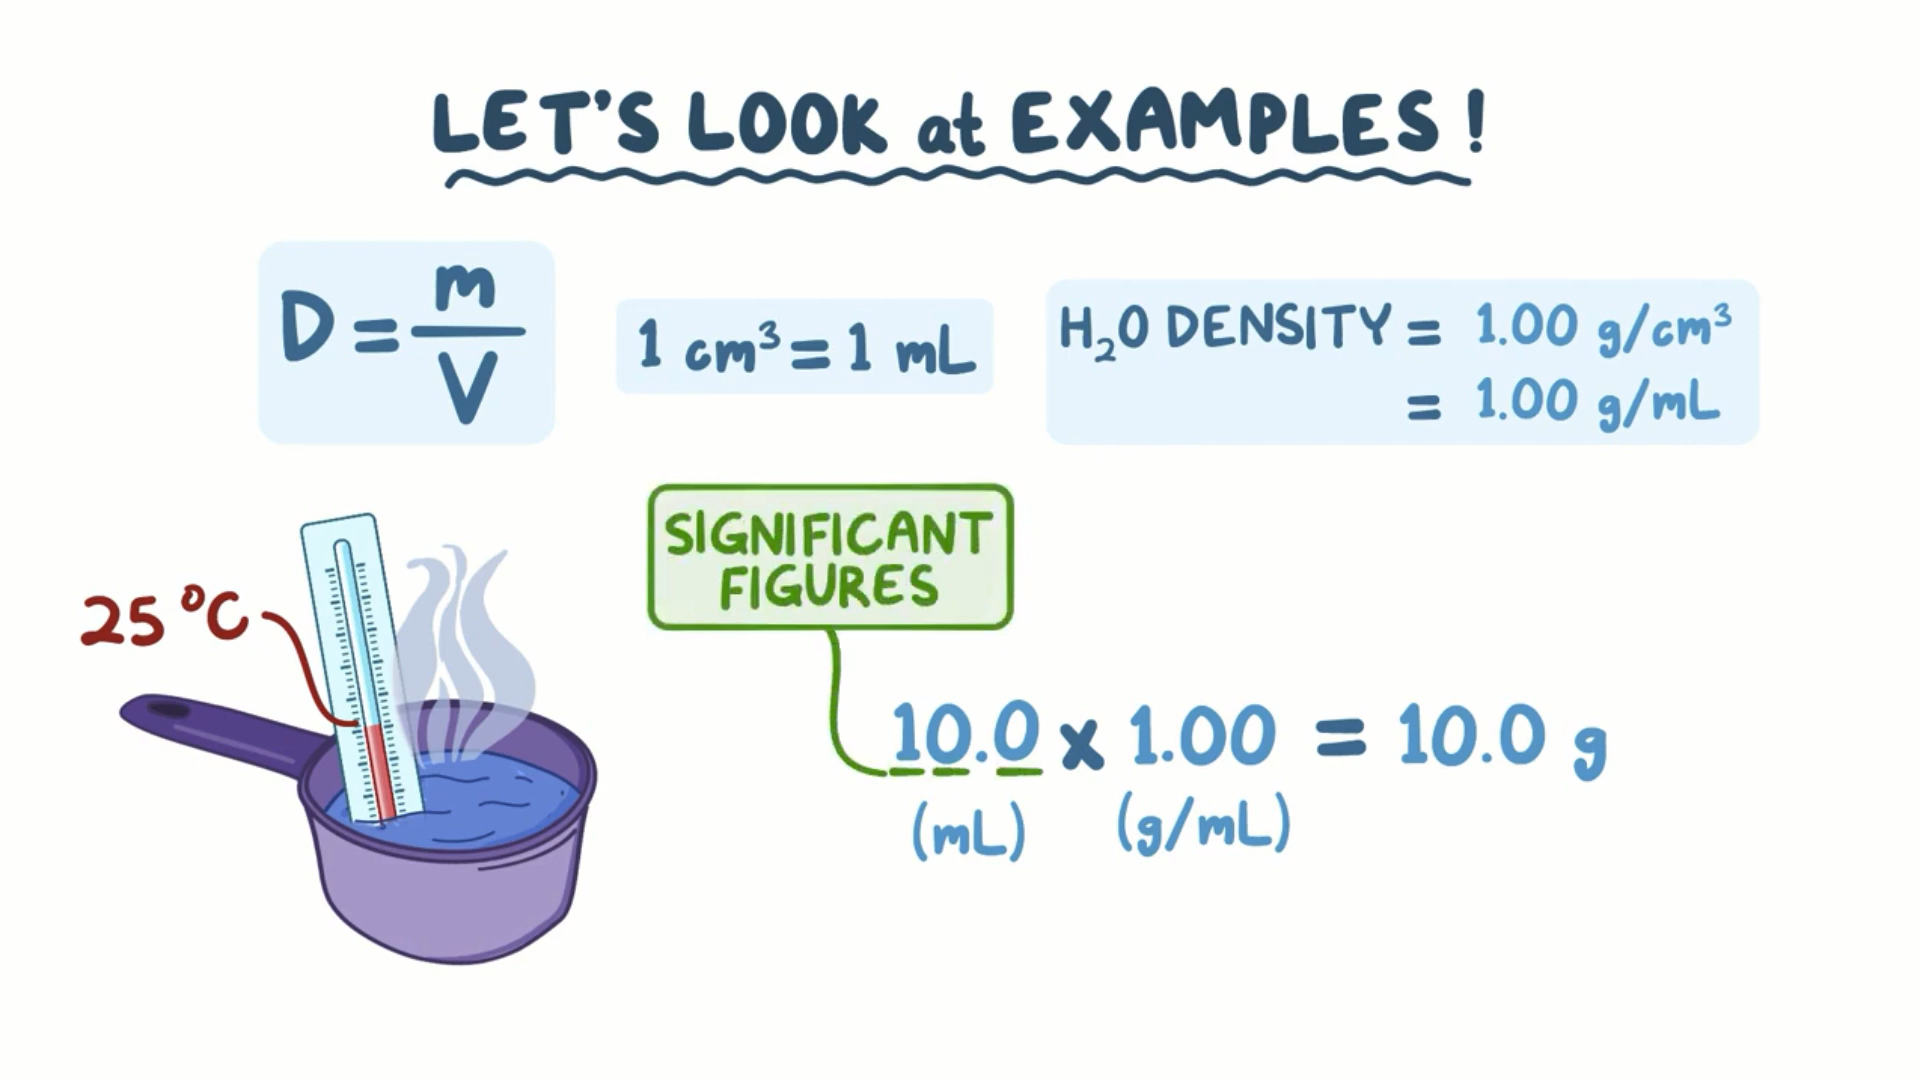 LET'S LOOK at EXAMPLES!
D = m/V
1 cm³ = 1 mL
H₂O DENSITY = 1.00 g/cm³
= 1.00 g/mL
SIGNIFICANT
FIGURES
25 °C
10.0 x 1.00 = 10.0 g
(mL) (g/mL)